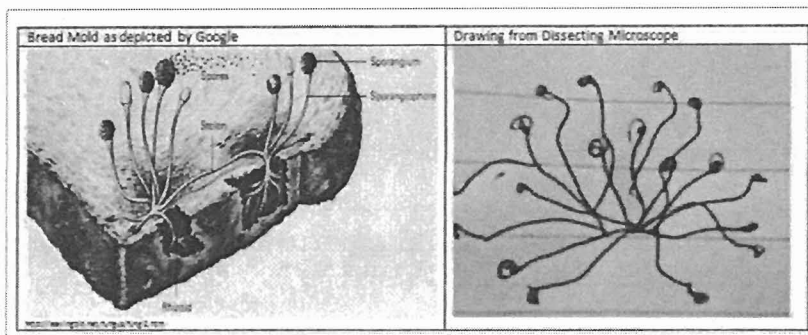 Bread Mold as depicted by Google
Drawing from Dissecting Microscope
Sporangium
Spores
Sporangiophore
Stolon
Rhizoid